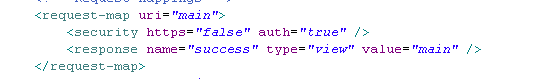 <request-map uri="main">
<security https="false" auth="true" />
<response name="success" type="view" value="main" />
</request-map>